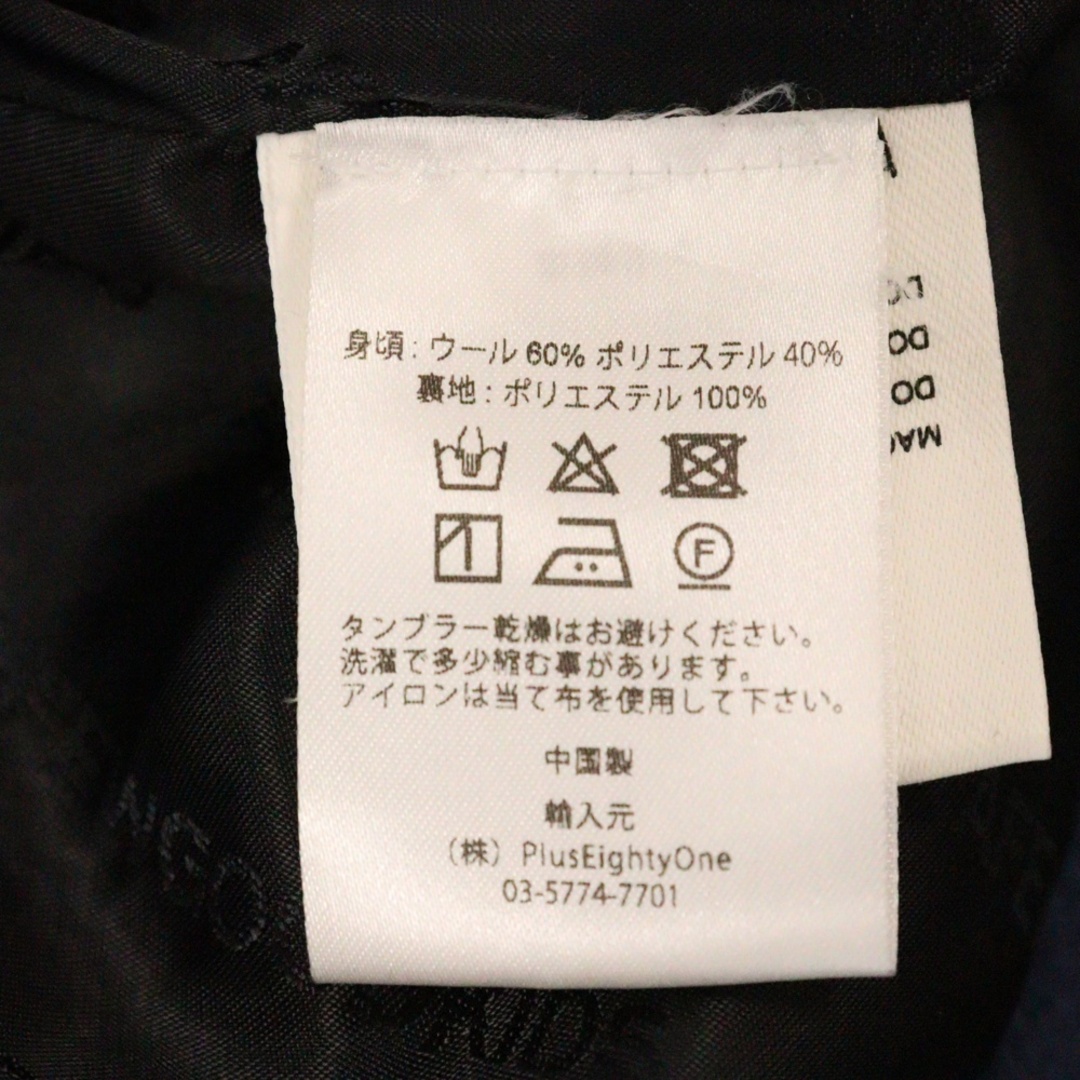 身頃 : ウール 60% ポリエステル 40%
裏地 : ポリエステル 100%
F
タンブラー乾燥はお避けください。
洗濯で多少縮む事があります。
アイロンは当て布を使用して下さい。
中国製
輸入元
（株）PlusEightyOne
03-5774-7701
DO
DO
DO